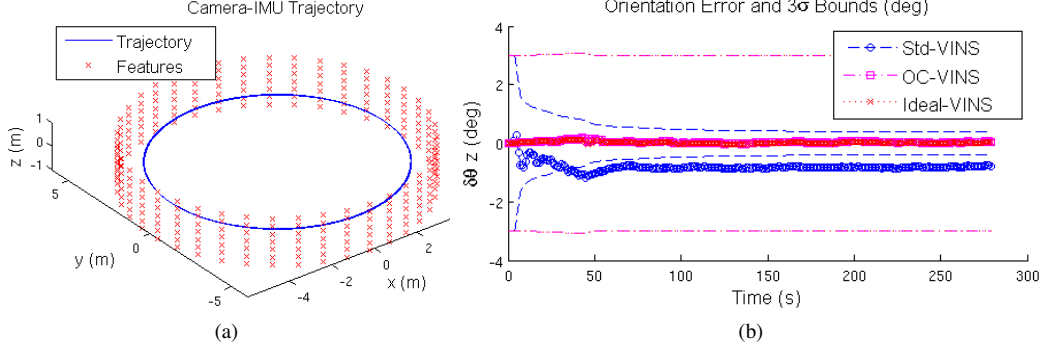 Camera-IMU Trajectory
Trajectory
Features
1
0
-1
z (m)
5
0
-5
y (m)
-4
-2
0
2
x (m)
(a)
Orientation Error and 3σ Bounds (deg)
Std-VINS
OC-VINS
Ideal-VINS
4
2
0
-2
-4
δθ z (deg)
0
50
100
150
200
250
300
Time (s)
(b)